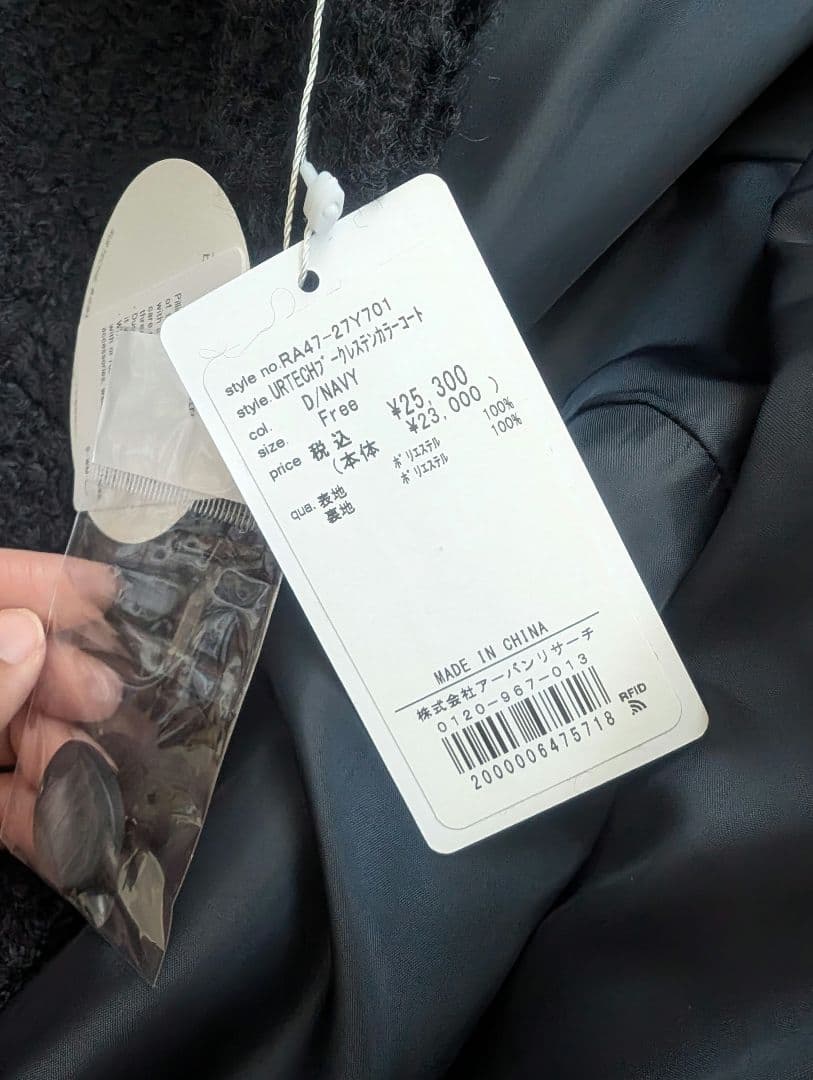 style no.RA47-27Y701
style.URTECHブークレステンカラーコート
col. D/NAVY
size. Free
price 税込 ¥25,300
(本体 ¥23,000 )
qua. 表地 ポリエステル 100%
裏地 ポリエステル 100%
MADE IN CHINA
株式会社アーバンリサーチ
0120-967-013
RFID
2000006475718